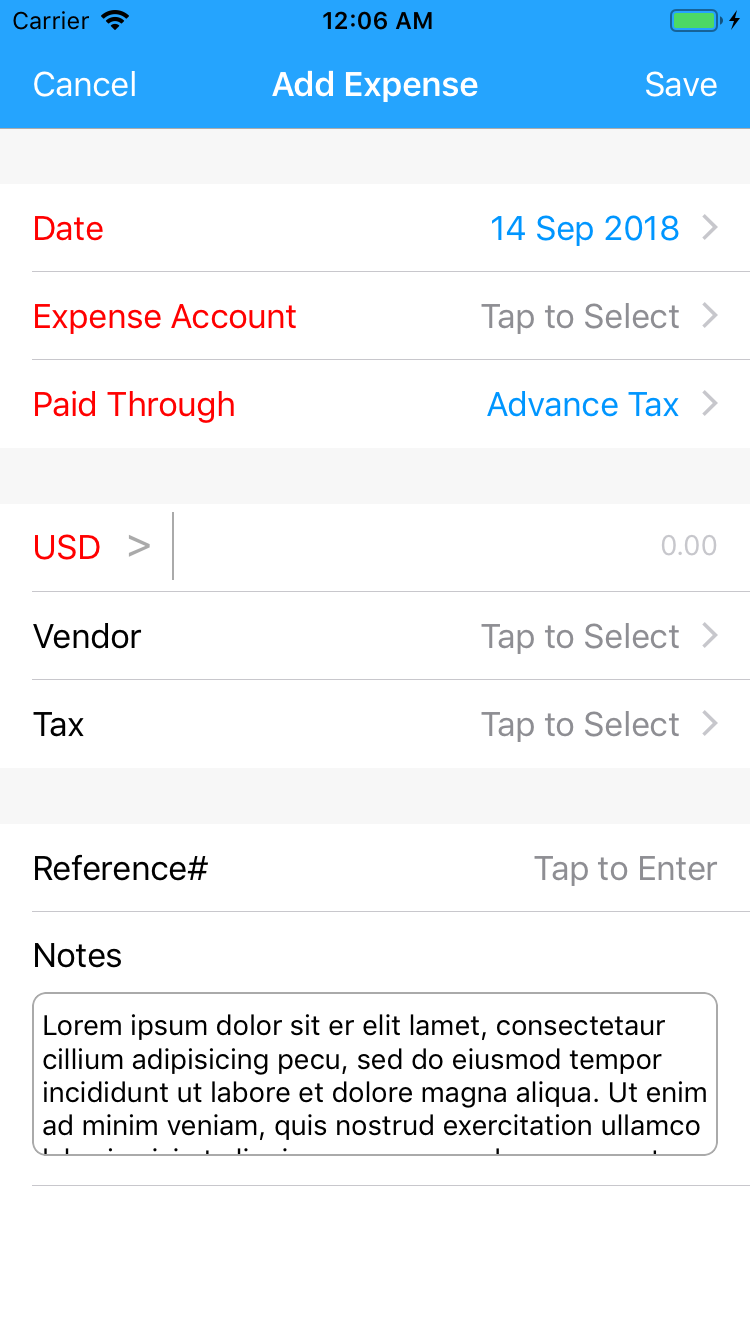 Carrier 12:06 AM
Cancel Add Expense Save
Date 14 Sep 2018
Expense Account Tap to Select
Paid Through Advance Tax
USD > 0.00
Vendor Tap to Select
Tax Tap to Select
Reference# Tap to Enter
Notes
Lorem ipsum dolor sit er elit lamet, consectetaur
cillium adipisicing pecu, sed do eiusmod tempor
incididunt ut labore et dolore magna aliqua. Ut enim
ad minim veniam, quis nostrud exercitation ullamco